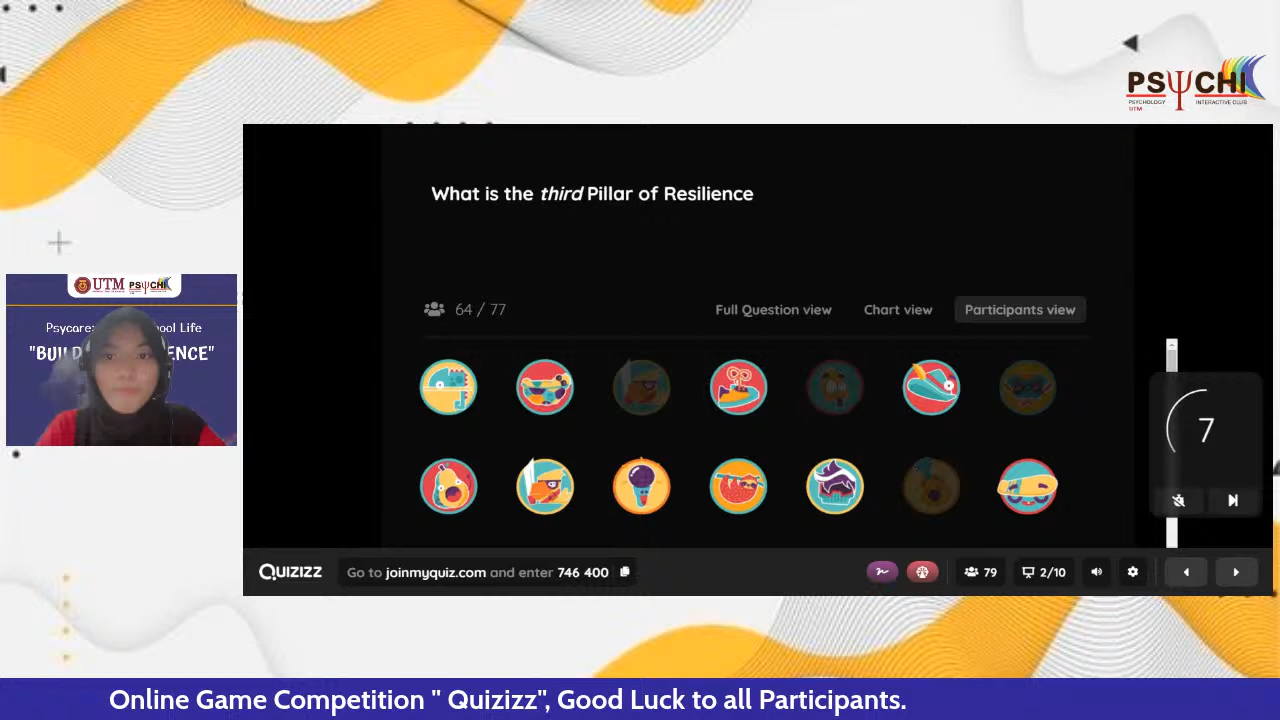 PSYCHI
PSYCHOLOGY INTERACTIVE CLUB
UTM
What is the third Pillar of Resilience
64 / 77
Full Question view
Chart view
Participants view
UTM PSYCHI
Psycare: ool Life
"BUILD ENCE"
7
Quizizz
Go to joinmyquiz.com and enter 746 400
79
2/10
Online Game Competition " Quizizz", Good Luck to all Participants.